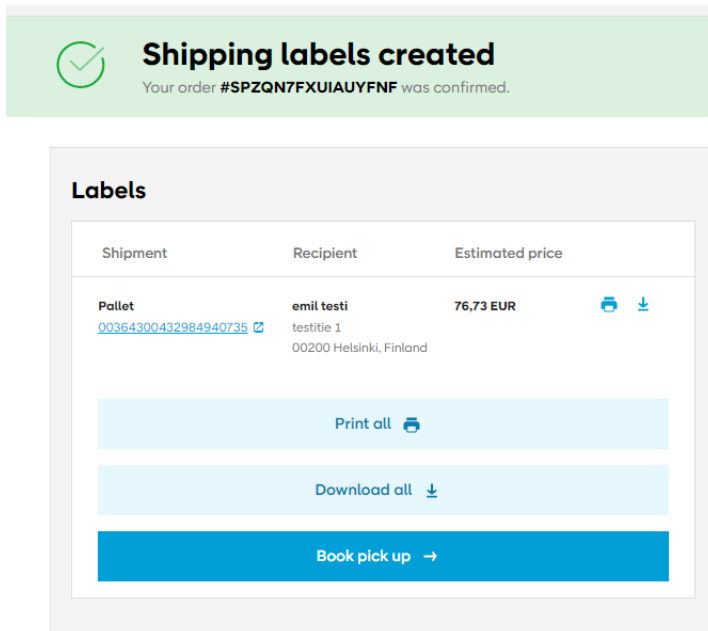 Shipping labels created
Your order #SPZQN7FXUIAUYFNF was confirmed.
Labels
Shipment Recipient Estimated price
Pallet emil testi 76,73 EUR
00364300432984940735 testitie 1
00200 Helsinki, Finland
Print all
Download all
Book pick up →